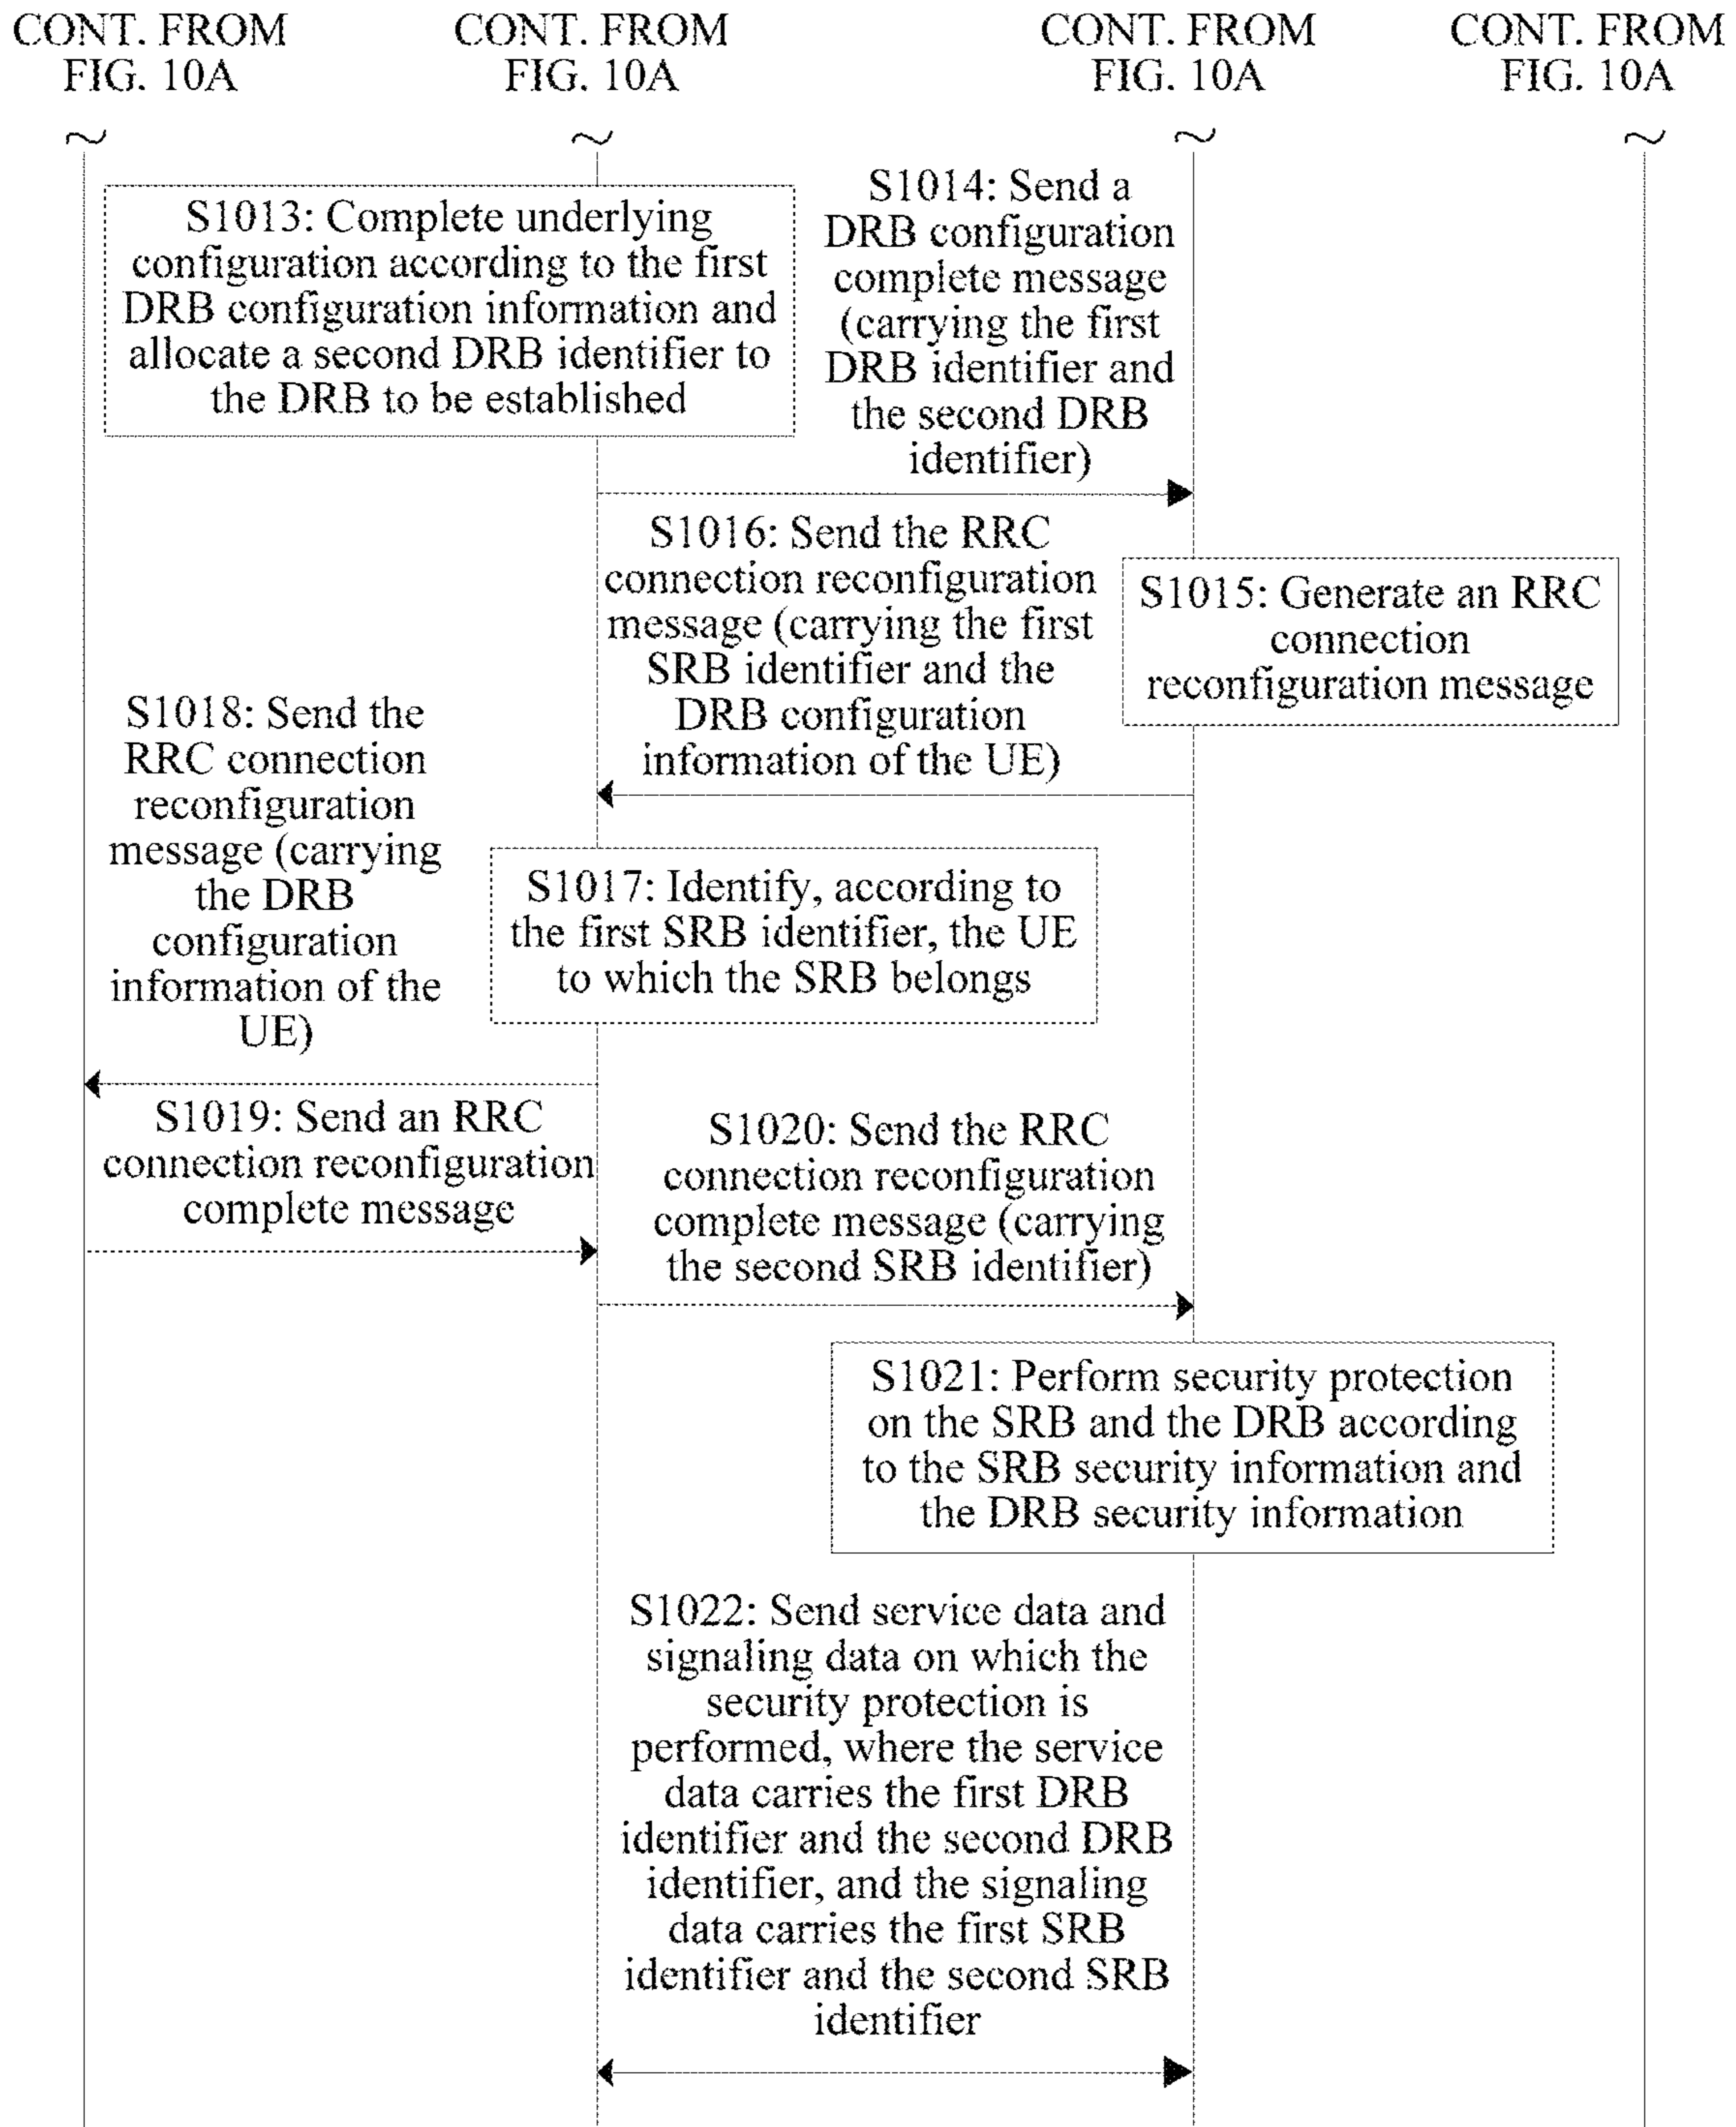 CONT. FROM
FIG. 10A
CONT. FROM
FIG. 10A
CONT. FROM
FIG. 10A
CONT. FROM
FIG. 10A
S1013: Complete underlying
configuration according to the first
DRB configuration information and
allocate a second DRB identifier to
the DRB to be established
S1014: Send a
DRB configuration
complete message
(carrying the first
DRB identifier and
the second DRB
identifier)
S1015: Generate an RRC
connection
reconfiguration message
S1016: Send the RRC
connection reconfiguration
message (carrying the first
SRB identifier and the
DRB configuration
information of the UE)
S1017: Identify, according to
the first SRB identifier, the UE
to which the SRB belongs
S1018: Send the
RRC connection
reconfiguration
message (carrying
the DRB
configuration
information of the
UE)
S1019: Send an RRC
connection reconfiguration
complete message
S1020: Send the RRC
connection reconfiguration
complete message (carrying
the second SRB identifier)
S1021: Perform security protection
on the SRB and the DRB according
to the SRB security information and
the DRB security information
S1022: Send service data and
signaling data on which the
security protection is
performed, where the service
data carries the first DRB
identifier and the second DRB
identifier, and the signaling
data carries the first SRB
identifier and the second SRB
identifier